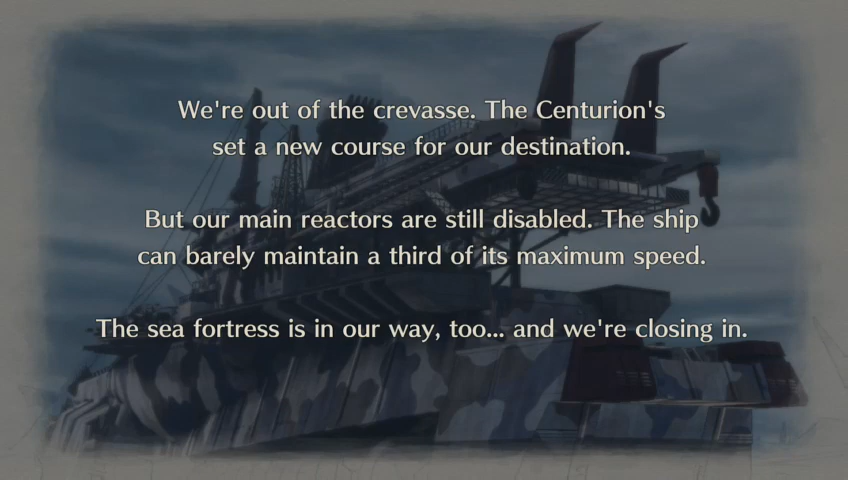 We're out of the crevasse. The Centurion's
set a new course for our destination.
But our main reactors are still disabled. The ship
can barely maintain a third of its maximum speed.
The sea fortress is in our way, too... and we're closing in.